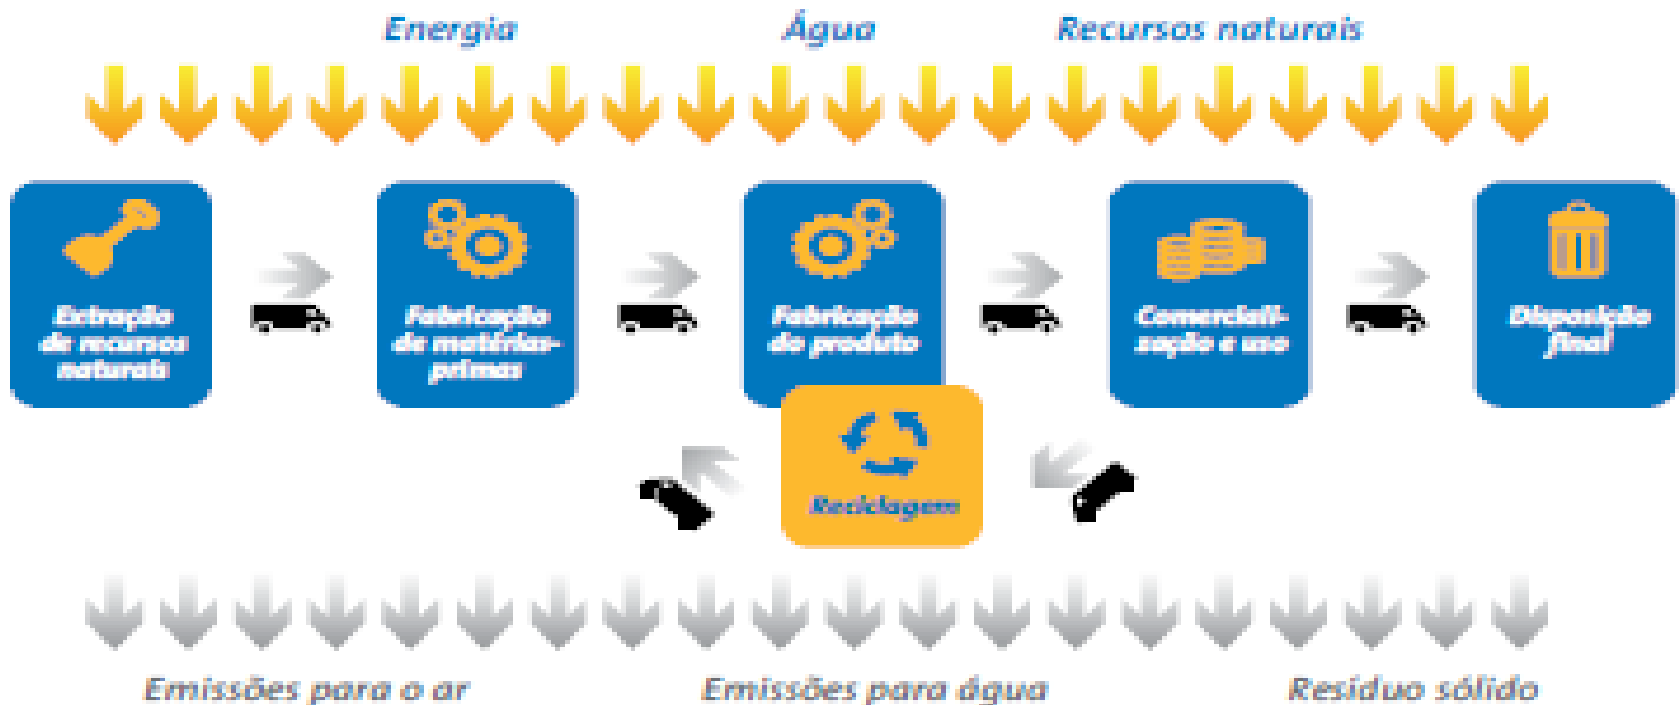 Energia
Água
Recursos naturais
Extração
de recursos
naturais
Fabricação
de matérias-
primas
Fabricação
do produto
Comerciali-
zação e uso
Disposição
final
Reciclagem
Emissões para o ar
Emissões para água
Resíduo sólido